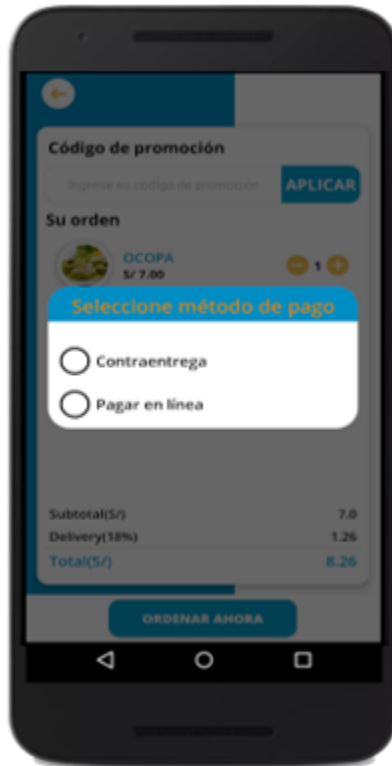 Código de promoción
Ingrese su código de promoción APLICAR
Su orden
OCOPA
S/ 7.00
1
Seleccione método de pago
Contraentrega
Pagar en línea
Subtotal(S/) 7.0
Delivery(18%) 1.26
Total(S/) 8.26
ORDENAR AHORA